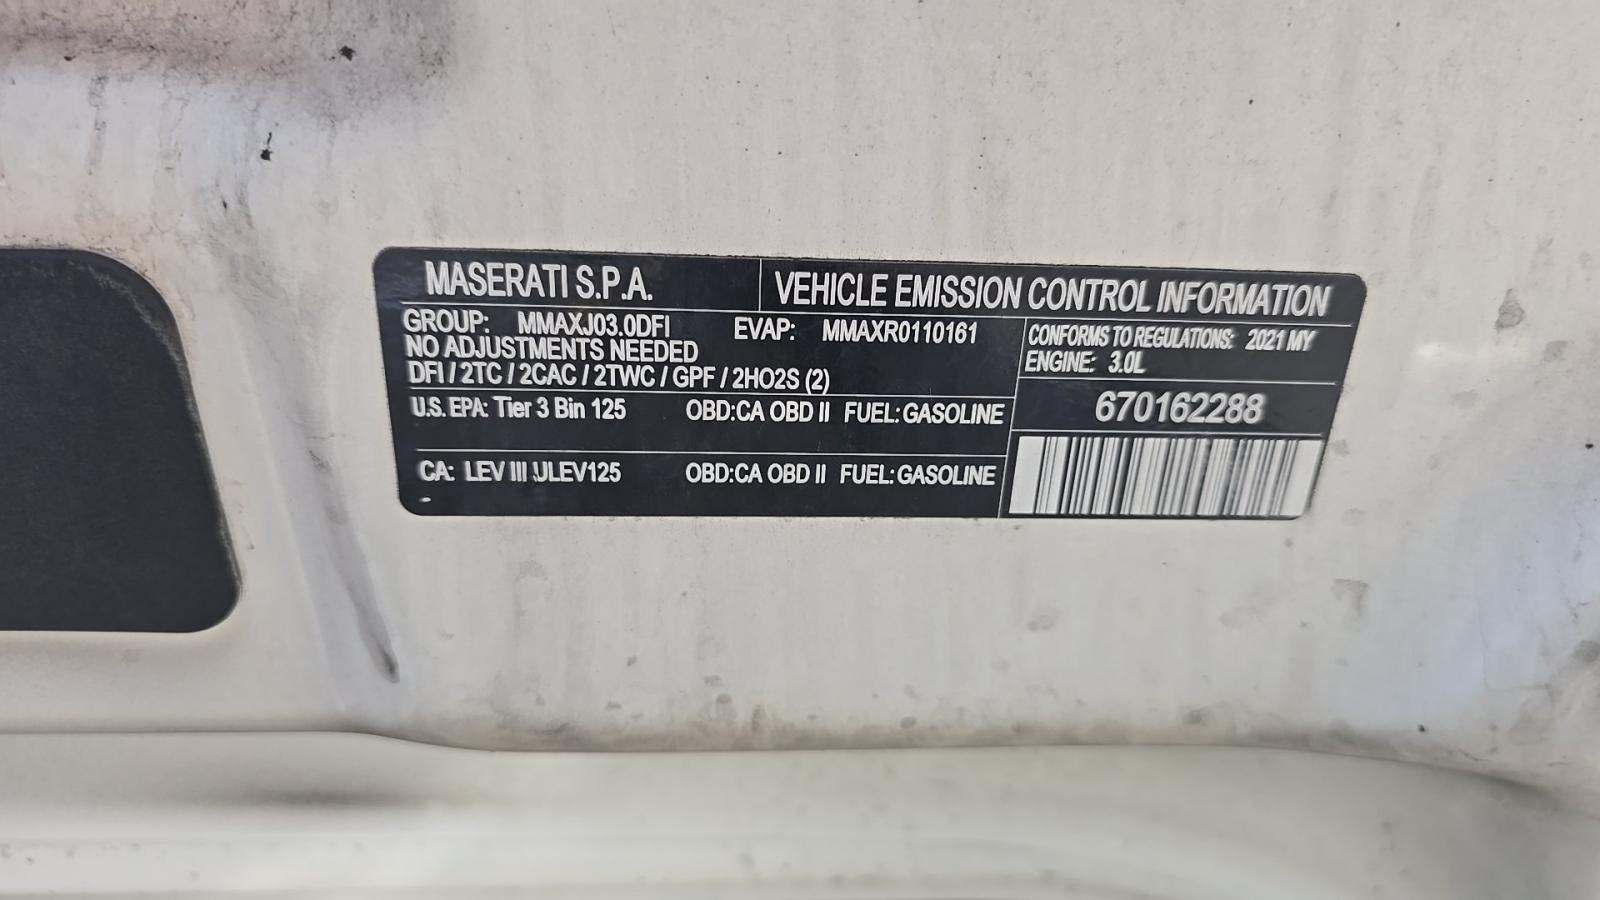 MASERATI S.P.A.
VEHICLE EMISSION CONTROL INFORMATION
GROUP: MMAXJ03.0DFI EVAP: MMAXR0110161
NO ADJUSTMENTS NEEDED
DFI / 2TC / 2CAC / 2TWC / GPF / 2HO2S (2)
CONFORMS TO REGULATIONS: 2021 MY
ENGINE: 3.0L
U.S. EPA: Tier 3 Bin 125 OBD:CA OBD II FUEL: GASOLINE
670162288
CA: LEV III ULEV125 OBD:CA OBD II FUEL: GASOLINE